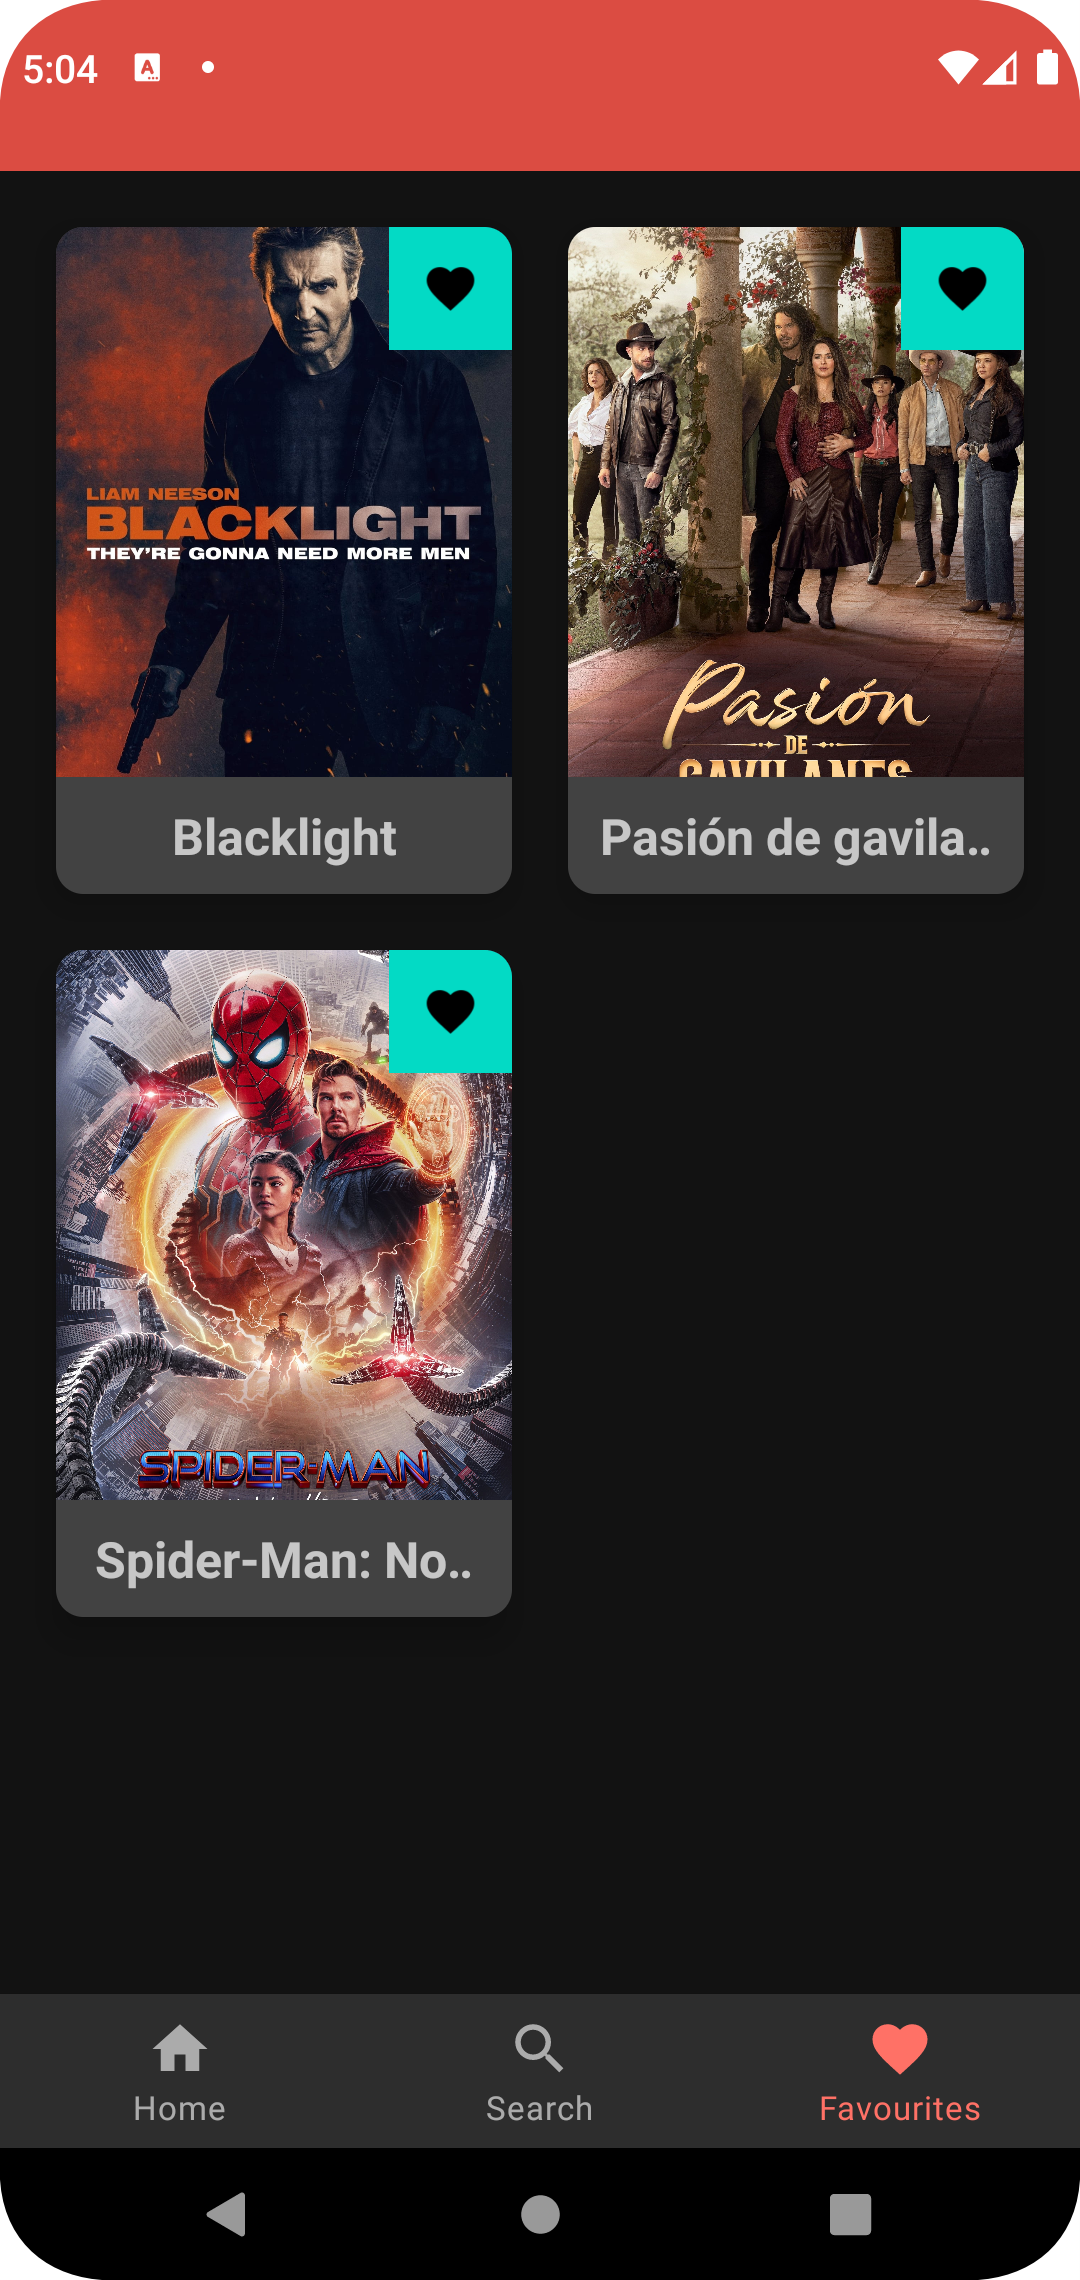 5:04
LIAM NEESON
BLACKLIGHT
THEY'RE GONNA NEED MORE MEN
Blacklight
Pasión
DE
GAVILANES
Pasión de gavila..
SPIDER-MAN
Spider-Man: No..
Home
Search
Favourites